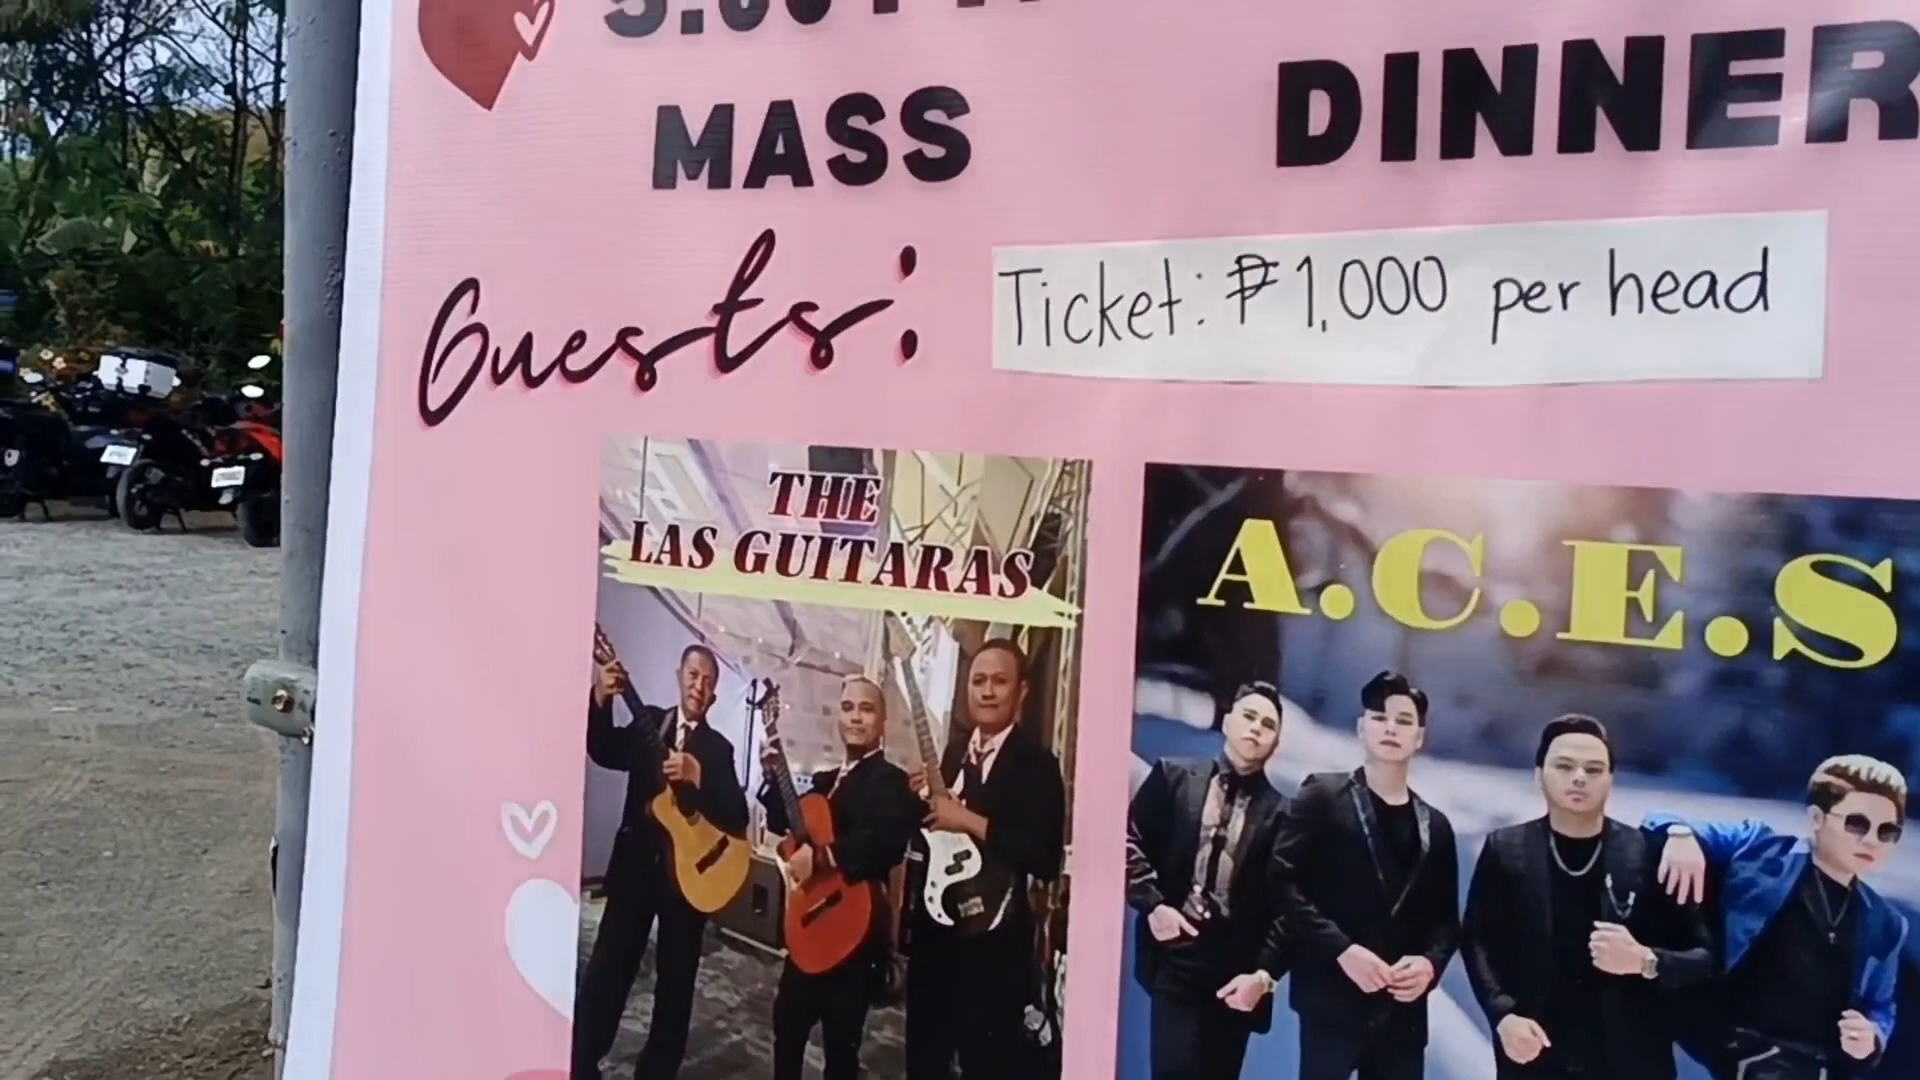 MASS
DINNER
Guests:
Ticket: ₱1,000 per head
THE
LAS GUITARAS
A.C.E.S